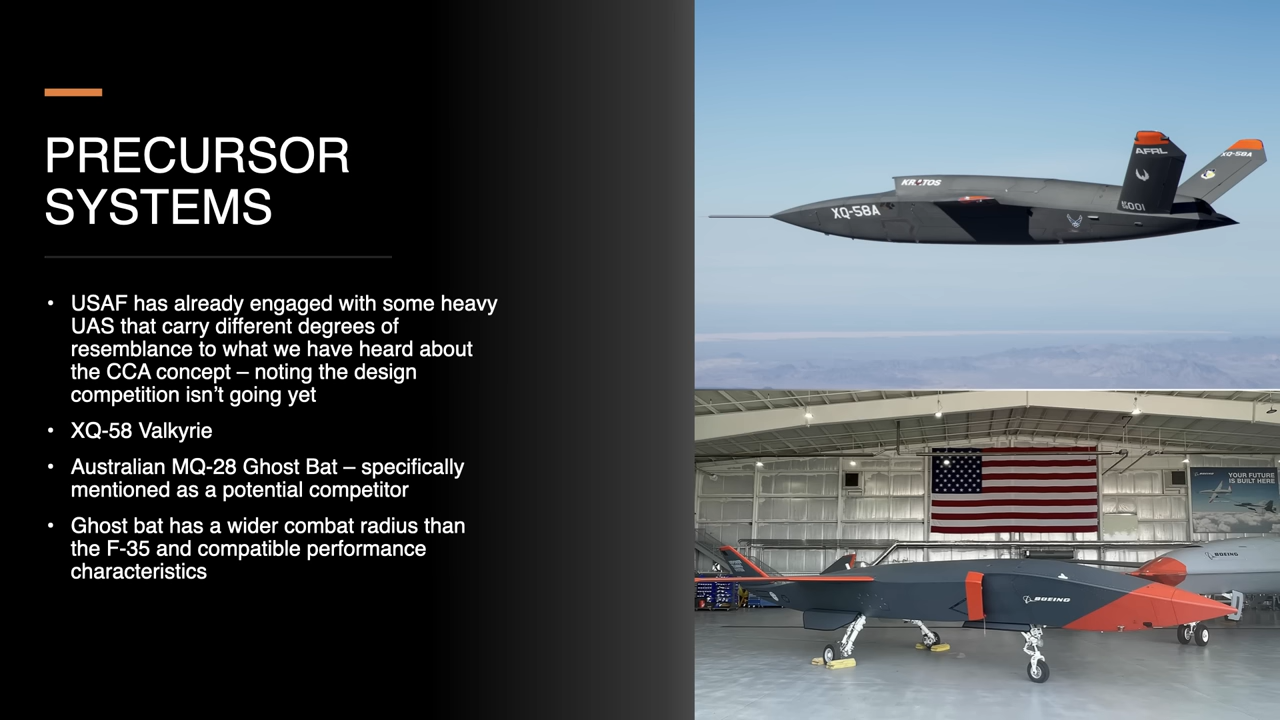 PRECURSOR
SYSTEMS
• USAF has already engaged with some heavy
UAS that carry different degrees of
resemblance to what we have heard about
the CCA concept – noting the design
competition isn't going yet
• XQ-58 Valkyrie
• Australian MQ-28 Ghost Bat – specifically
mentioned as a potential competitor
• Ghost bat has a wider combat radius than
the F-35 and compatible performance
characteristics
KRATOS
XQ-58A
AFRL
15001
XQ-58A
YOUR FUTURE
IS BUILT HERE
BOEING
BOEING